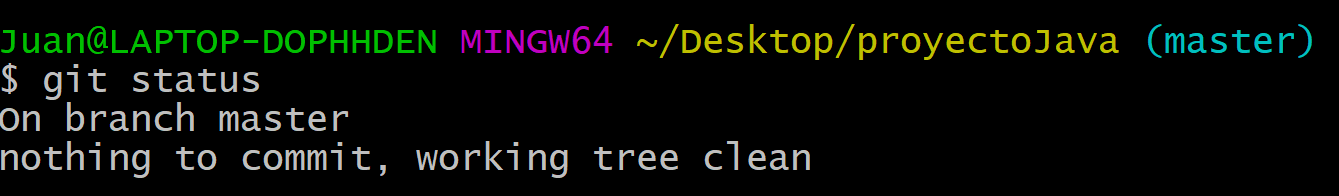 Juan@LAPTOP-DOPHHDEN MINGW64 ~/Desktop/proyectoJava (master)
$ git status
On branch master
nothing to commit, working tree clean